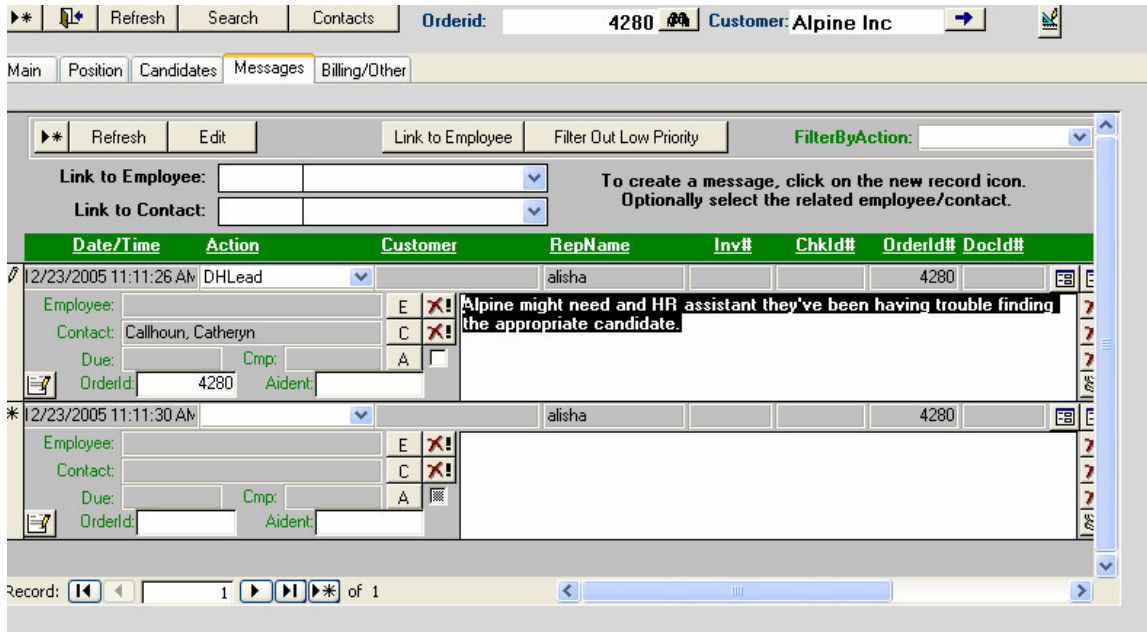 Refresh Search Contacts Orderid: 4280 Customer: Alpine Inc
Main Position Candidates Messages Billing/Other
Refresh Edit Link to Employee Filter Out Low Priority FilterByAction:
Link to Employee: To create a message, click on the new record icon.
Link to Contact: Optionally select the related employee/contact.
Date/Time Action Customer RepName Inv# ChkId# OrderId# DocId#
12/23/2005 11:11:26 AM DHLead alisha 4280
Employee: E Alpine might need and HR assistant they've been having trouble finding
Contact: Callhoun, Catheryn C the appropriate candidate.
Due: Cmp: A
OrderId: 4280 Aident:
12/23/2005 11:11:30 AM alisha 4280
Employee: E
Contact: C
Due: Cmp: A
OrderId: Aident:
Record: 1 of 1